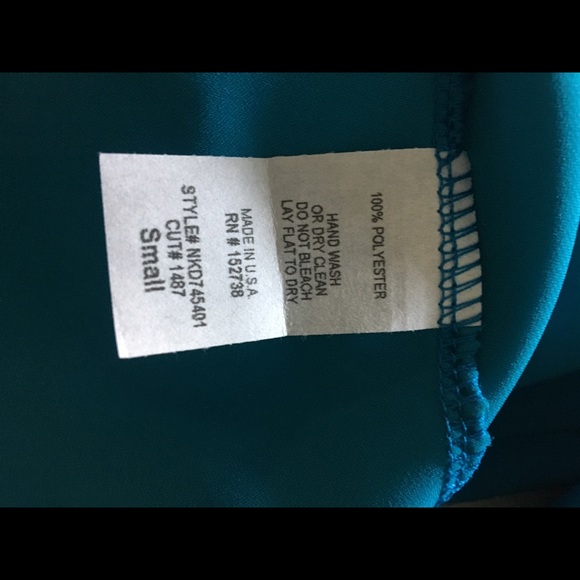 100% POLYESTER
HAND WASH
OR DRY CLEAN
DO NOT BLEACH
LAY FLAT TO DRY
MADE IN U.S.A.
RN # 152738
STYLE# NKD745401
CUT# 1487
Small